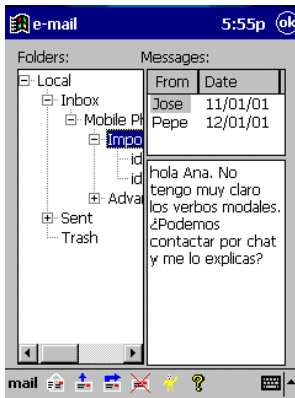 e-mail 5:55p ok
Folders: Messages:
Local
Inbox
Mobile Ph
Impo
id
id
Advar
Sent
Trash
From Date
Jose 11/01/01
Pepe 12/01/01
hola Ana. No
tengo muy claro
los verbos modales.
¿Podemos
contactar por chat
y me lo explicas?
mail